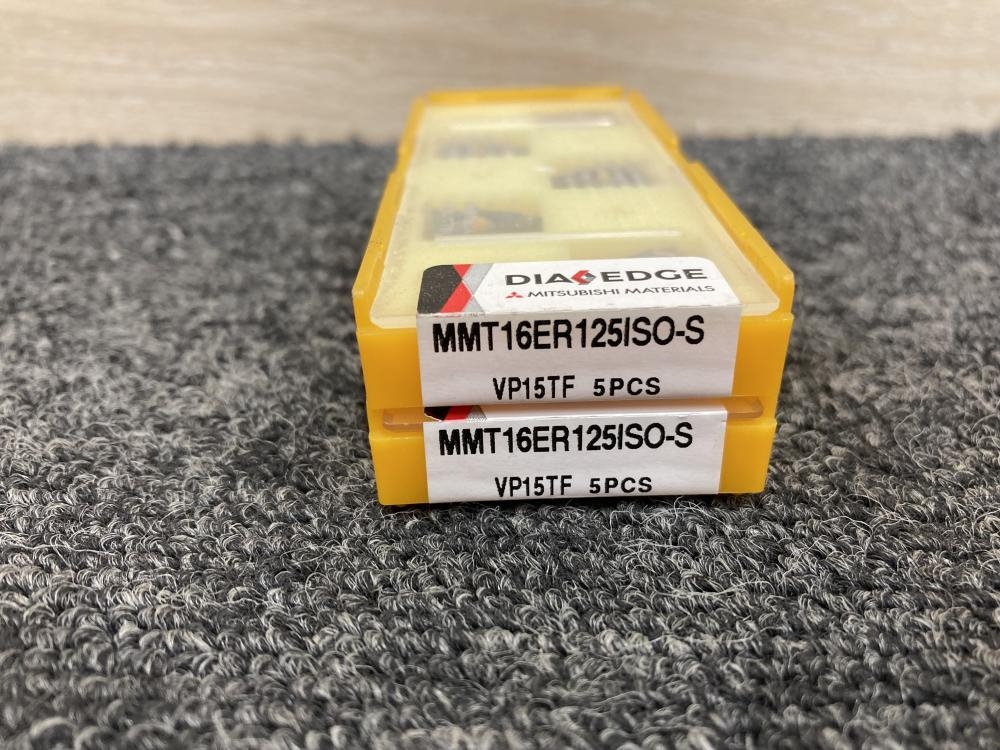 DIAEDGE
MITSUBISHI MATERIALS
MMT16ER125ISO-S
VP15TF 5PCS
MMT16ER125ISO-S
VP15TF 5PCS